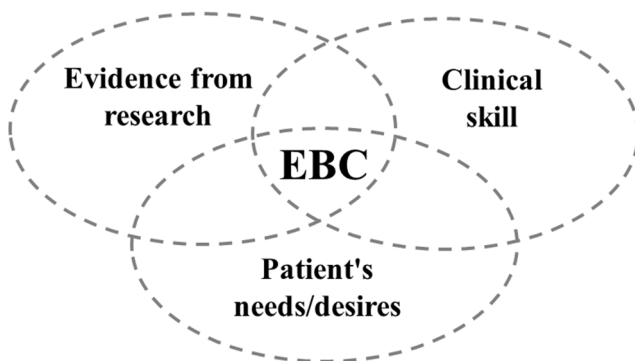 Evidence from
research
Clinical
skill
EBC
Patient's
needs/desires